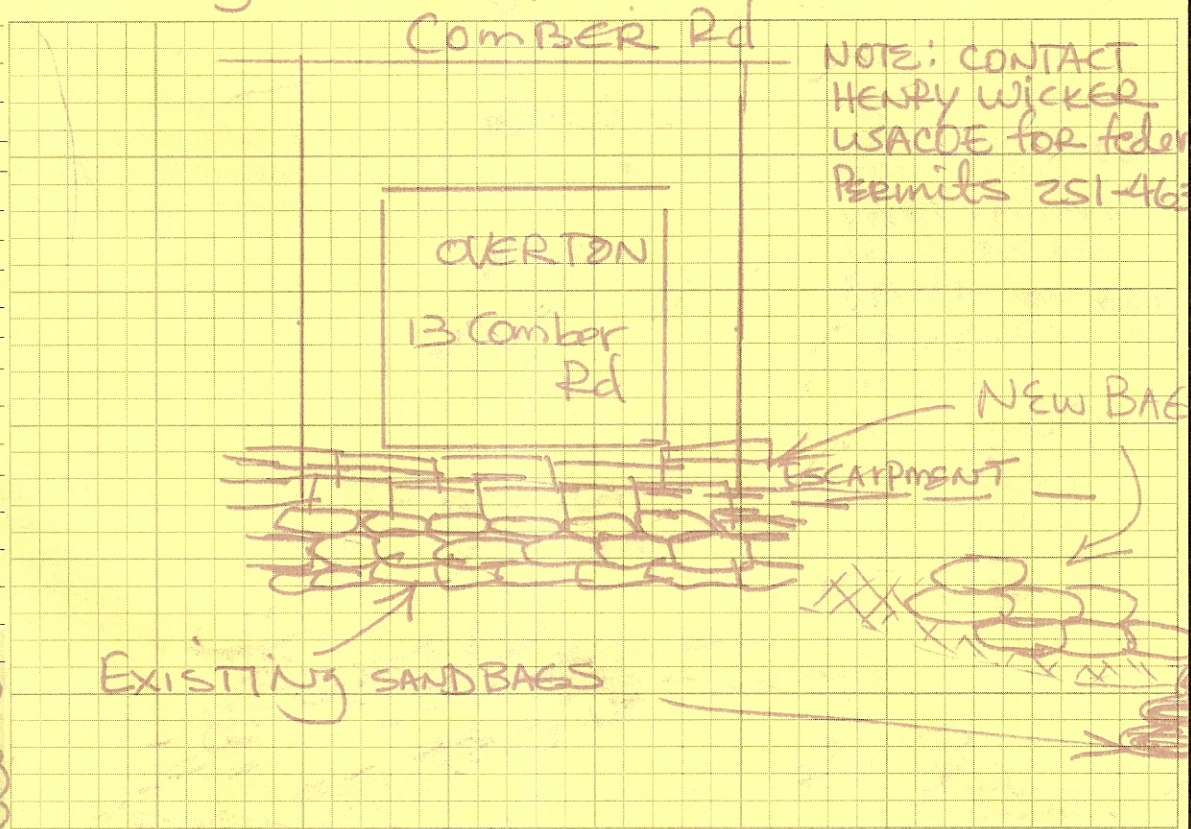 COMBER Rd
NOTE: CONTACT
HENRY WICKER
USACOE for feder
Permits 251-463
OVERTON
13 Comber
Rd
NEW BAG
ESCARPMENT
EXISTING SANDBAGS